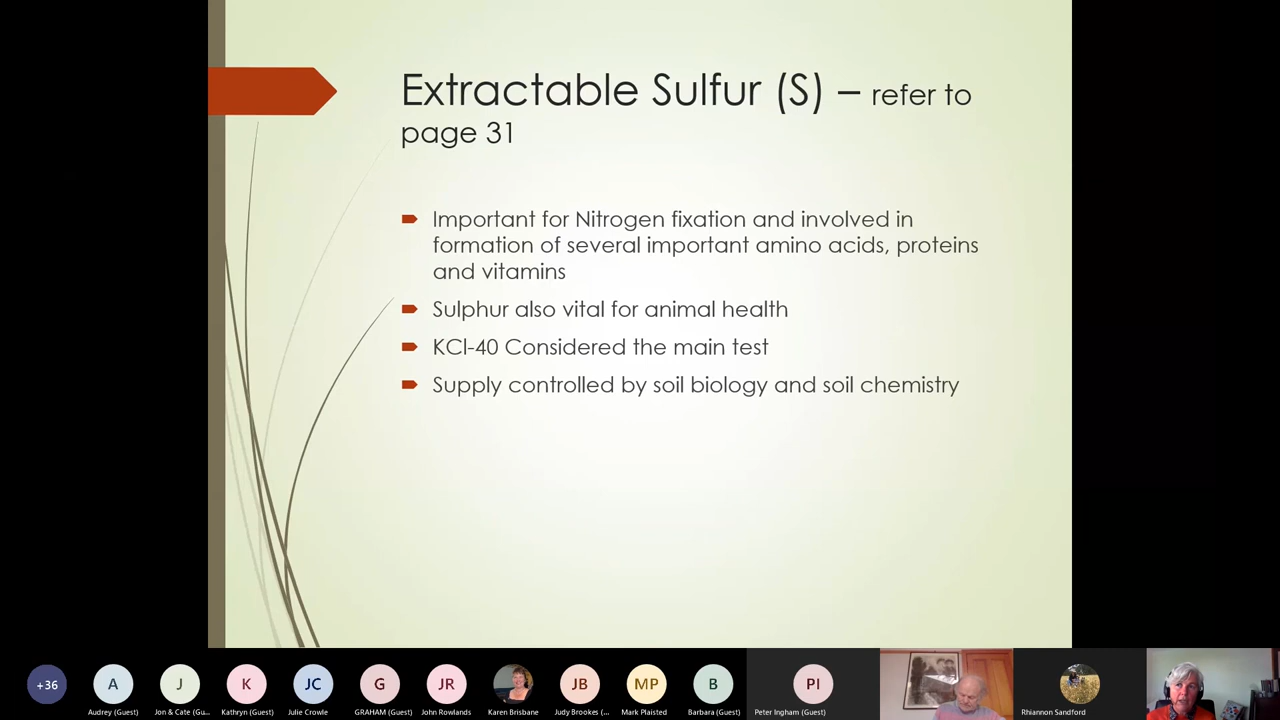 Extractable Sulfur (S) – refer to
page 31
Important for Nitrogen fixation and involved in
formation of several important amino acids, proteins
and vitamins
Sulphur also vital for animal health
KCl-40 Considered the main test
Supply controlled by soil biology and soil chemistry
+36 A J K JC G JR JB MP B PI
Audrey (Guest) Jon & Cate (Gu... Kathryn (Guest) Julie Crowle GRAHAM (Guest) John Rowlands Karen Brisbane Judy Brookes (... Mark Plaisted Barbara (Guest) Peter Ingham (Guest) Rhiannon Sandford